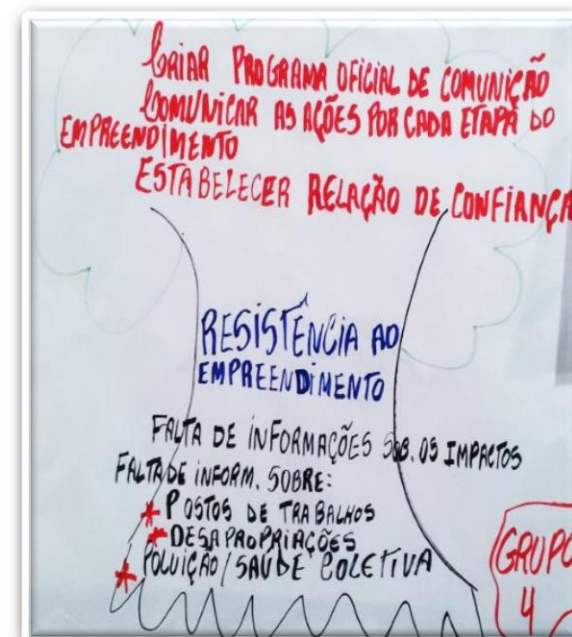 CRIAR PROGRAMA OFICIAL DE COMUNIÇÃO
COMUNICAR AS AÇÕES POR CADA ETAPA DO
EMPREENDIMENTO
ESTABELECER RELAÇÃO DE CONFIANÇA
RESISTÊNCIA AO
EMPREENDIMENTO
FALTA DE INFORMAÇÕES SOB. OS IMPACTOS
FALTA DE INFORM. SOBRE:
* POSTOS DE TRABALHOS
* DESAPROPRIAÇÕES
* POLUIÇÃO / SAÚDE COLETIVA
GRUPO
4